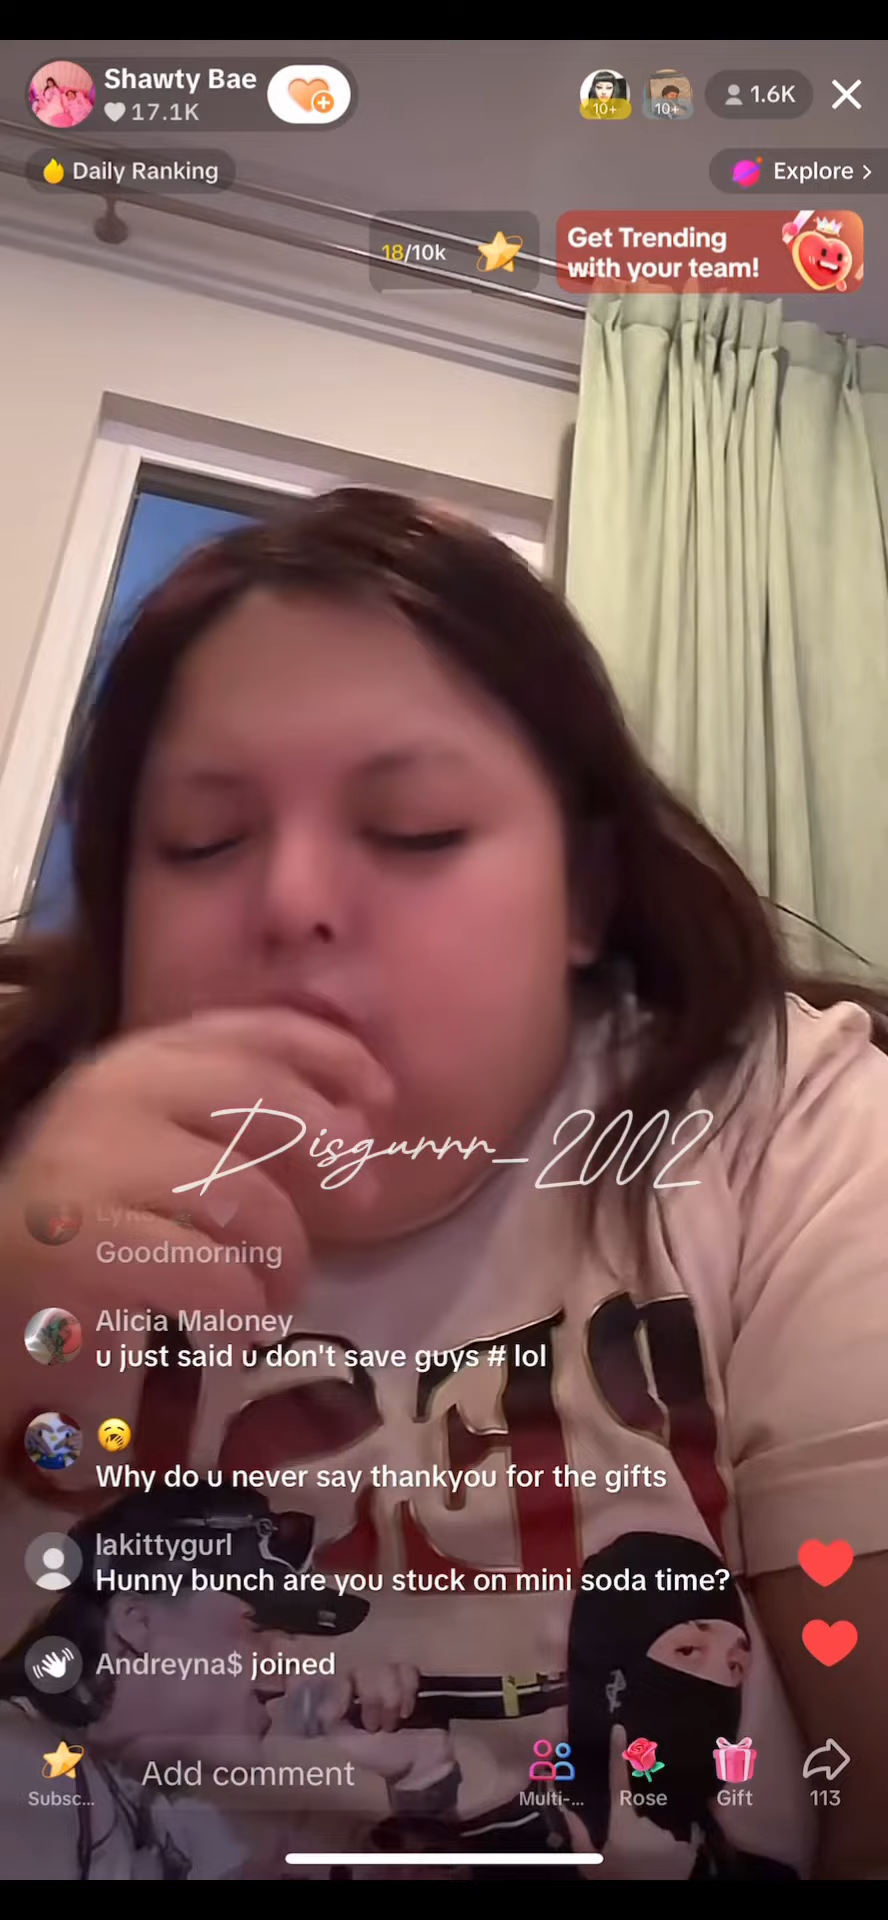 Shawty Bae
17.1K
10+
10+
1.6K
Daily Ranking
Explore >
18/10k
Get Trending
with your team!
Disgurrr_2002
Goodmorning
Alicia Maloney
u just said u don't save guys # lol
🥱
Why do u never say thankyou for the gifts
lakittygurl
Hunny bunch are you stuck on mini soda time?
Andreyna$ joined
Subsc...
Add comment
Multi-...
Rose
Gift
113